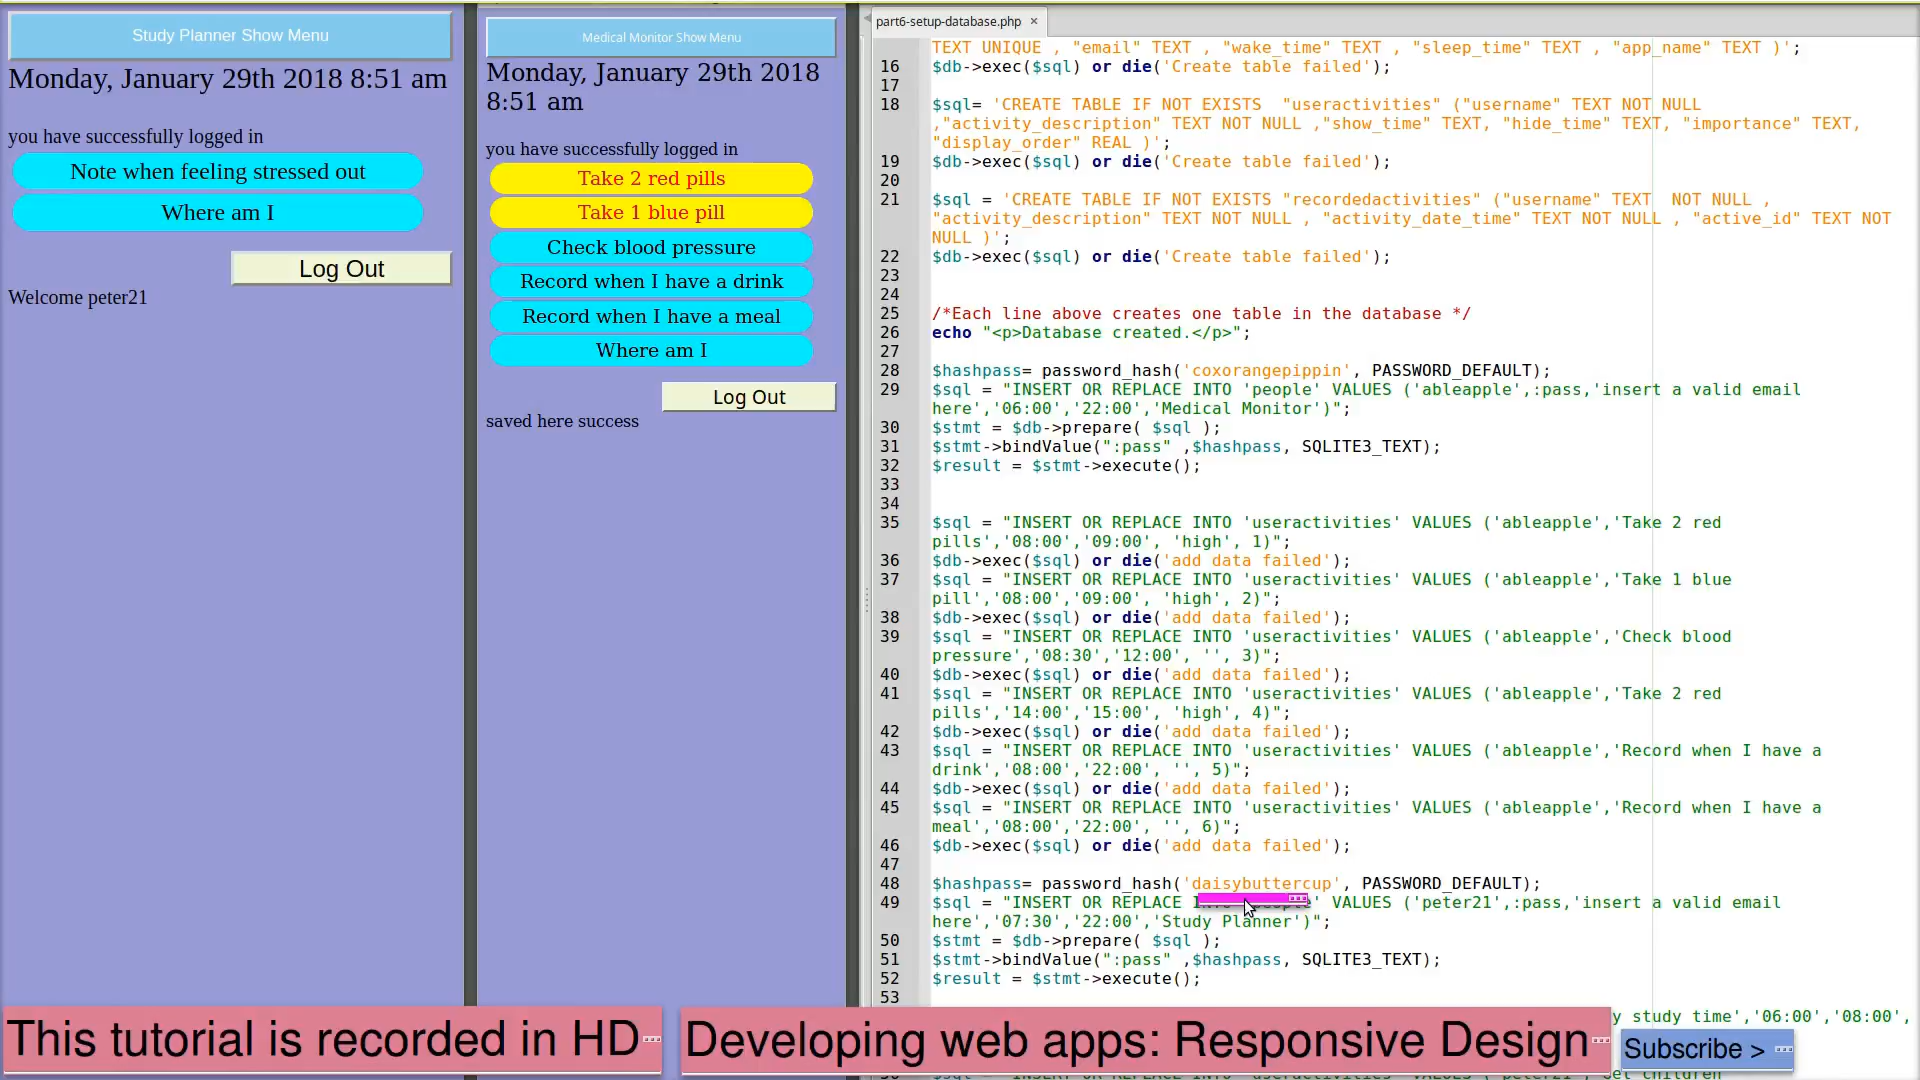 Study Planner Show Menu
Monday, January 29th 2018 8:51 am
you have successfully logged in
Note when feeling stressed out
Where am I
Log Out
Welcome peter21
Medical Monitor Show Menu
Monday, January 29th 2018
8:51 am
you have successfully logged in
Take 2 red pills
Take 1 blue pill
Check blood pressure
Record when I have a drink
Record when I have a meal
Where am I
Log Out
saved here success
part6-setup-database.php ×
TEXT UNIQUE , "email" TEXT , "wake_time" TEXT , "sleep_time" TEXT , "app_name" TEXT )';
16 $db->exec($sql) or die('Create table failed');
17
18 $sql= 'CREATE TABLE IF NOT EXISTS  "useractivities" ("username" TEXT NOT NULL
,"activity_description" TEXT NOT NULL ,"show_time" TEXT, "hide_time" TEXT, "importance" TEXT,
"display_order" REAL )';
19 $db->exec($sql) or die('Create table failed');
20
21 $sql = 'CREATE TABLE IF NOT EXISTS "recordedactivities" ("username" TEXT  NOT NULL ,
"activity_description" TEXT NOT NULL , "activity_date_time" TEXT NOT NULL , "active_id" TEXT NOT
NULL )';
22 $db->exec($sql) or die('Create table failed');
23
24
25 /*Each line above creates one table in the database */
26 echo "<p>Database created.</p>";
27
28 $hashpass= password_hash('coxorangepippin', PASSWORD_DEFAULT);
29 $sql = "INSERT OR REPLACE INTO 'people' VALUES ('ableapple',:pass,'insert a valid email
here','06:00','22:00','Medical Monitor')";
30 $stmt = $db->prepare( $sql );
31 $stmt->bindValue(":pass" ,$hashpass, SQLITE3_TEXT);
32 $result = $stmt->execute();
33
34
35 $sql = "INSERT OR REPLACE INTO 'useractivities' VALUES ('ableapple','Take 2 red
pills','08:00','09:00', 'high', 1)";
36 $db->exec($sql) or die('add data failed');
37 $sql = "INSERT OR REPLACE INTO 'useractivities' VALUES ('ableapple','Take 1 blue
pill','08:00','09:00', 'high', 2)";
38 $db->exec($sql) or die('add data failed');
39 $sql = "INSERT OR REPLACE INTO 'useractivities' VALUES ('ableapple','Check blood
pressure','08:30','12:00', '', 3)";
40 $db->exec($sql) or die('add data failed');
41 $sql = "INSERT OR REPLACE INTO 'useractivities' VALUES ('ableapple','Take 2 red
pills','14:00','15:00', 'high', 4)";
42 $db->exec($sql) or die('add data failed');
43 $sql = "INSERT OR REPLACE INTO 'useractivities' VALUES ('ableapple','Record when I have a
drink','08:00','22:00', '', 5)";
44 $db->exec($sql) or die('add data failed');
45 $sql = "INSERT OR REPLACE INTO 'useractivities' VALUES ('ableapple','Record when I have a
meal','08:00','22:00', '', 6)";
46 $db->exec($sql) or die('add data failed');
47
48 $hashpass= password_hash('daisybuttercup', PASSWORD_DEFAULT);
49 $sql = "INSERT OR REPLACE INTO 'people' VALUES ('peter21',:pass,'insert a valid email
here','07:30','22:00','Study Planner')";
50 $stmt = $db->prepare( $sql );
51 $stmt->bindValue(":pass" ,$hashpass, SQLITE3_TEXT);
52 $result = $stmt->execute();
53
y study time','06:00','08:00',
This tutorial is recorded in HD
Developing web apps: Responsive Design
Subscribe >